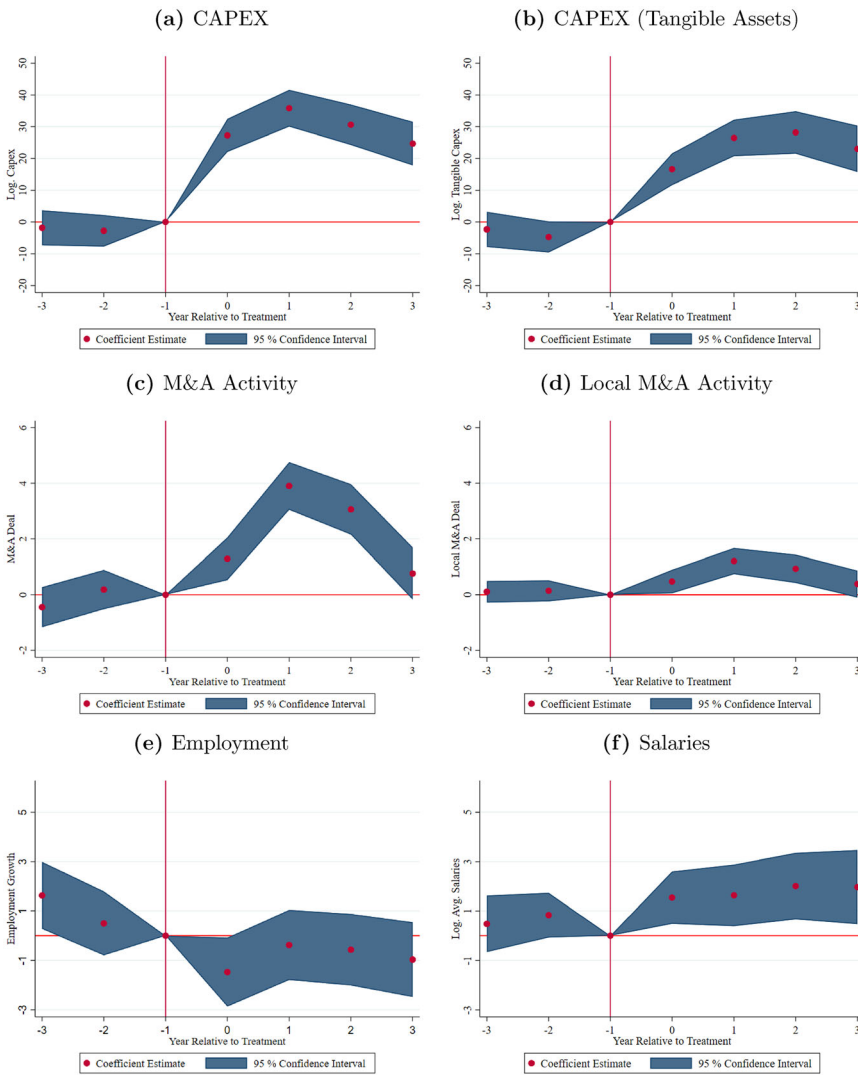 (a) CAPEX
(b) CAPEX (Tangible Assets)
Log. Capex
50
40
30
20
10
0
-10
-20
-3 -2 -1 0 1 2 3
Year Relative to Treatment
Coefficient Estimate 95 % Confidence Interval
Log. Tangible Capex
50
40
30
20
10
0
-10
-20
-3 -2 -1 0 1 2 3
Year Relative to Treatment
Coefficient Estimate 95 % Confidence Interval
(c) M&A Activity
(d) Local M&A Activity
M&A Deal
6
4
2
0
-2
-3 -2 -1 0 1 2 3
Year Relative to Treatment
Coefficient Estimate 95 % Confidence Interval
Local M&A Deal
6
4
2
0
-2
-3 -2 -1 0 1 2 3
Year Relative to Treatment
Coefficient Estimate 95 % Confidence Interval
(e) Employment
(f) Salaries
Employment Growth
5
3
1
-1
-3
-3 -2 -1 0 1 2 3
Year Relative to Treatment
Coefficient Estimate 95 % Confidence Interval
Log. Avg. Salaries
5
3
1
-1
-3
-3 -2 -1 0 1 2 3
Year Relative to Treatment
Coefficient Estimate 95 % Confidence Interval